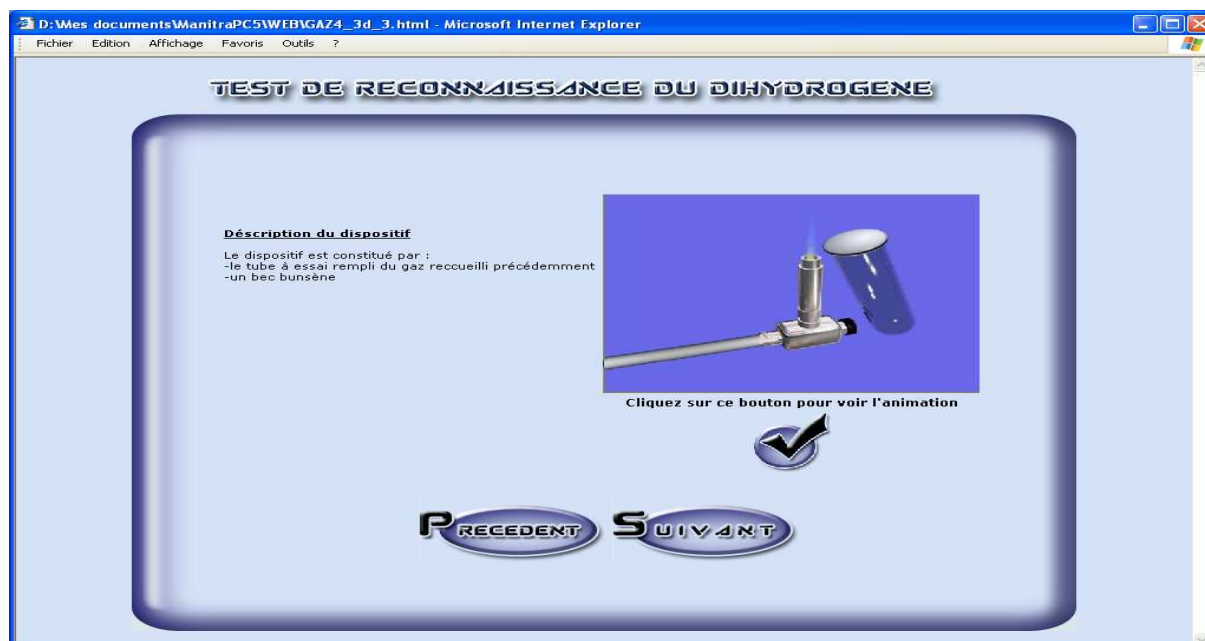 D:\Mes documents\ManitraPC5\WEB\GAZ4_3d_3.html - Microsoft Internet Explorer
Fichier Edition Affichage Favoris Outils ?
TEST DE RECONNAISSANCE DU DIHYDROGENE
Déscription du dispositif
Le dispositif est constitué par :
-le tube à essai rempli du gaz reccueilli précédemment
-un bec bunsène
Cliquez sur ce bouton pour voir l'animation
PRECEDENT SUIVANT